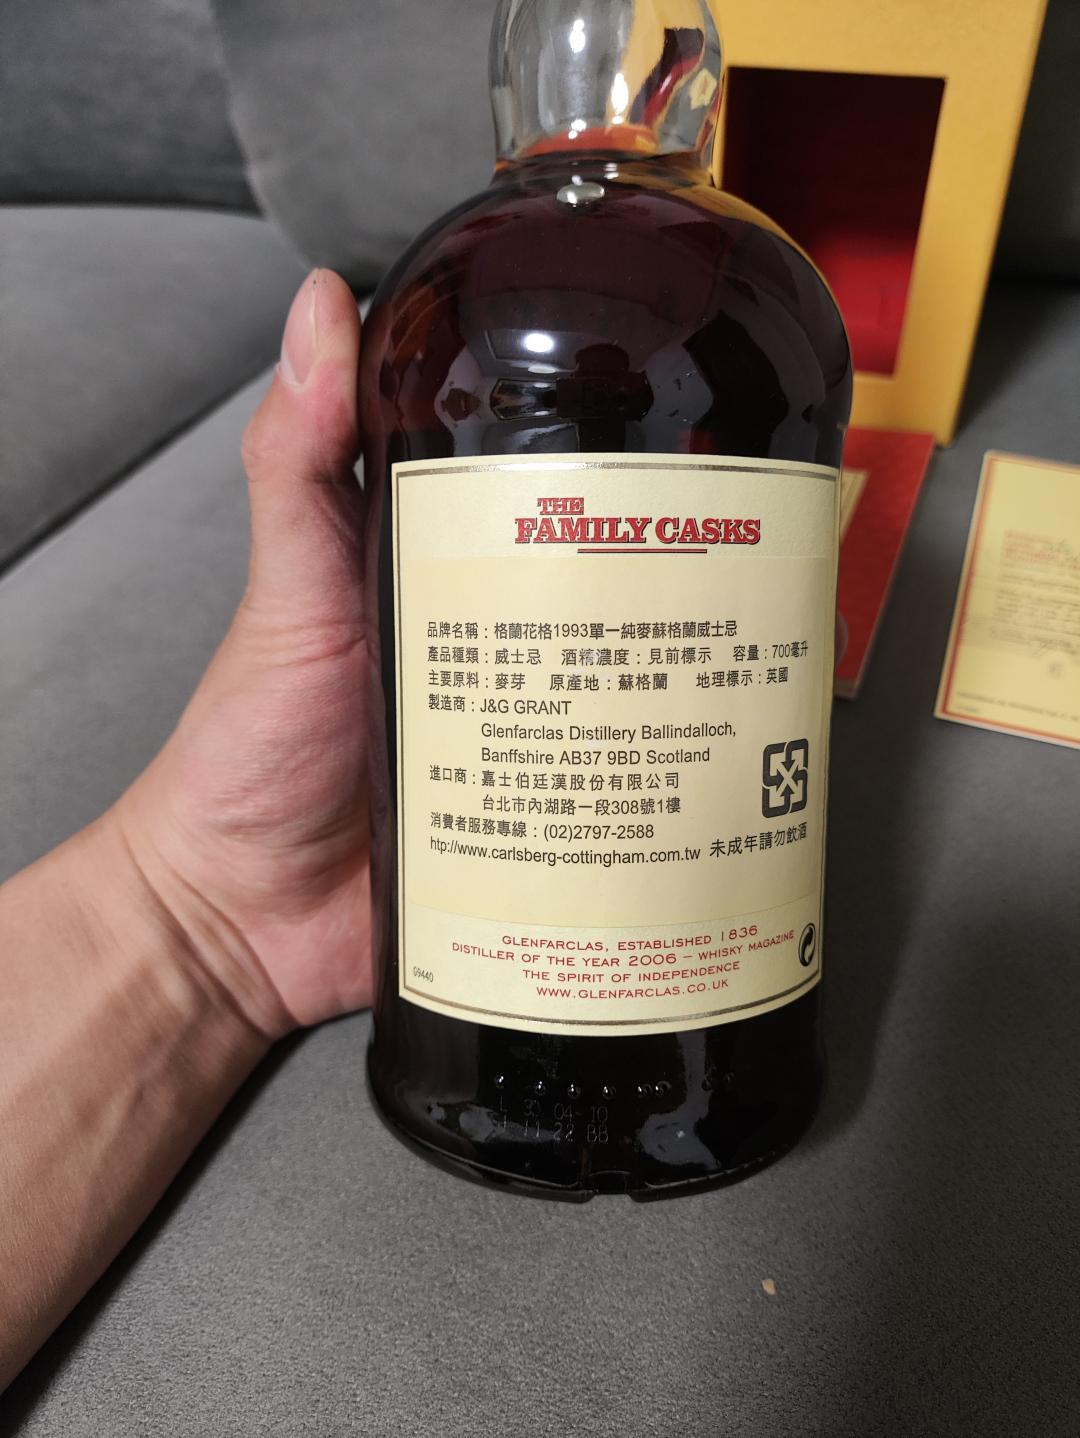 THE
FAMILY CASKS
品牌名稱：格蘭花格1993單一純麥蘇格蘭威士忌
產品種類：威士忌 酒精濃度：見前標示 容量：700毫升
主要原料：麥芽 原產地：蘇格蘭 地理標示：英國
製造商：J&G GRANT
Glenfarclas Distillery Ballindalloch,
Banffshire AB37 9BD Scotland
進口商：嘉士伯廷漢股份有限公司
台北市內湖路一段308號1樓
消費者服務專線：(02)2797-2588
http://www.carlsberg-cottingham.com.tw 未成年請勿飲酒
GLENFARCLAS, ESTABLISHED 1836
DISTILLER OF THE YEAR 2006 – WHISKY MAGAZINE
THE SPIRIT OF INDEPENDENCE
WWW.GLENFARCLAS.CO.UK
09440
L 30 04 10
11 22 BB